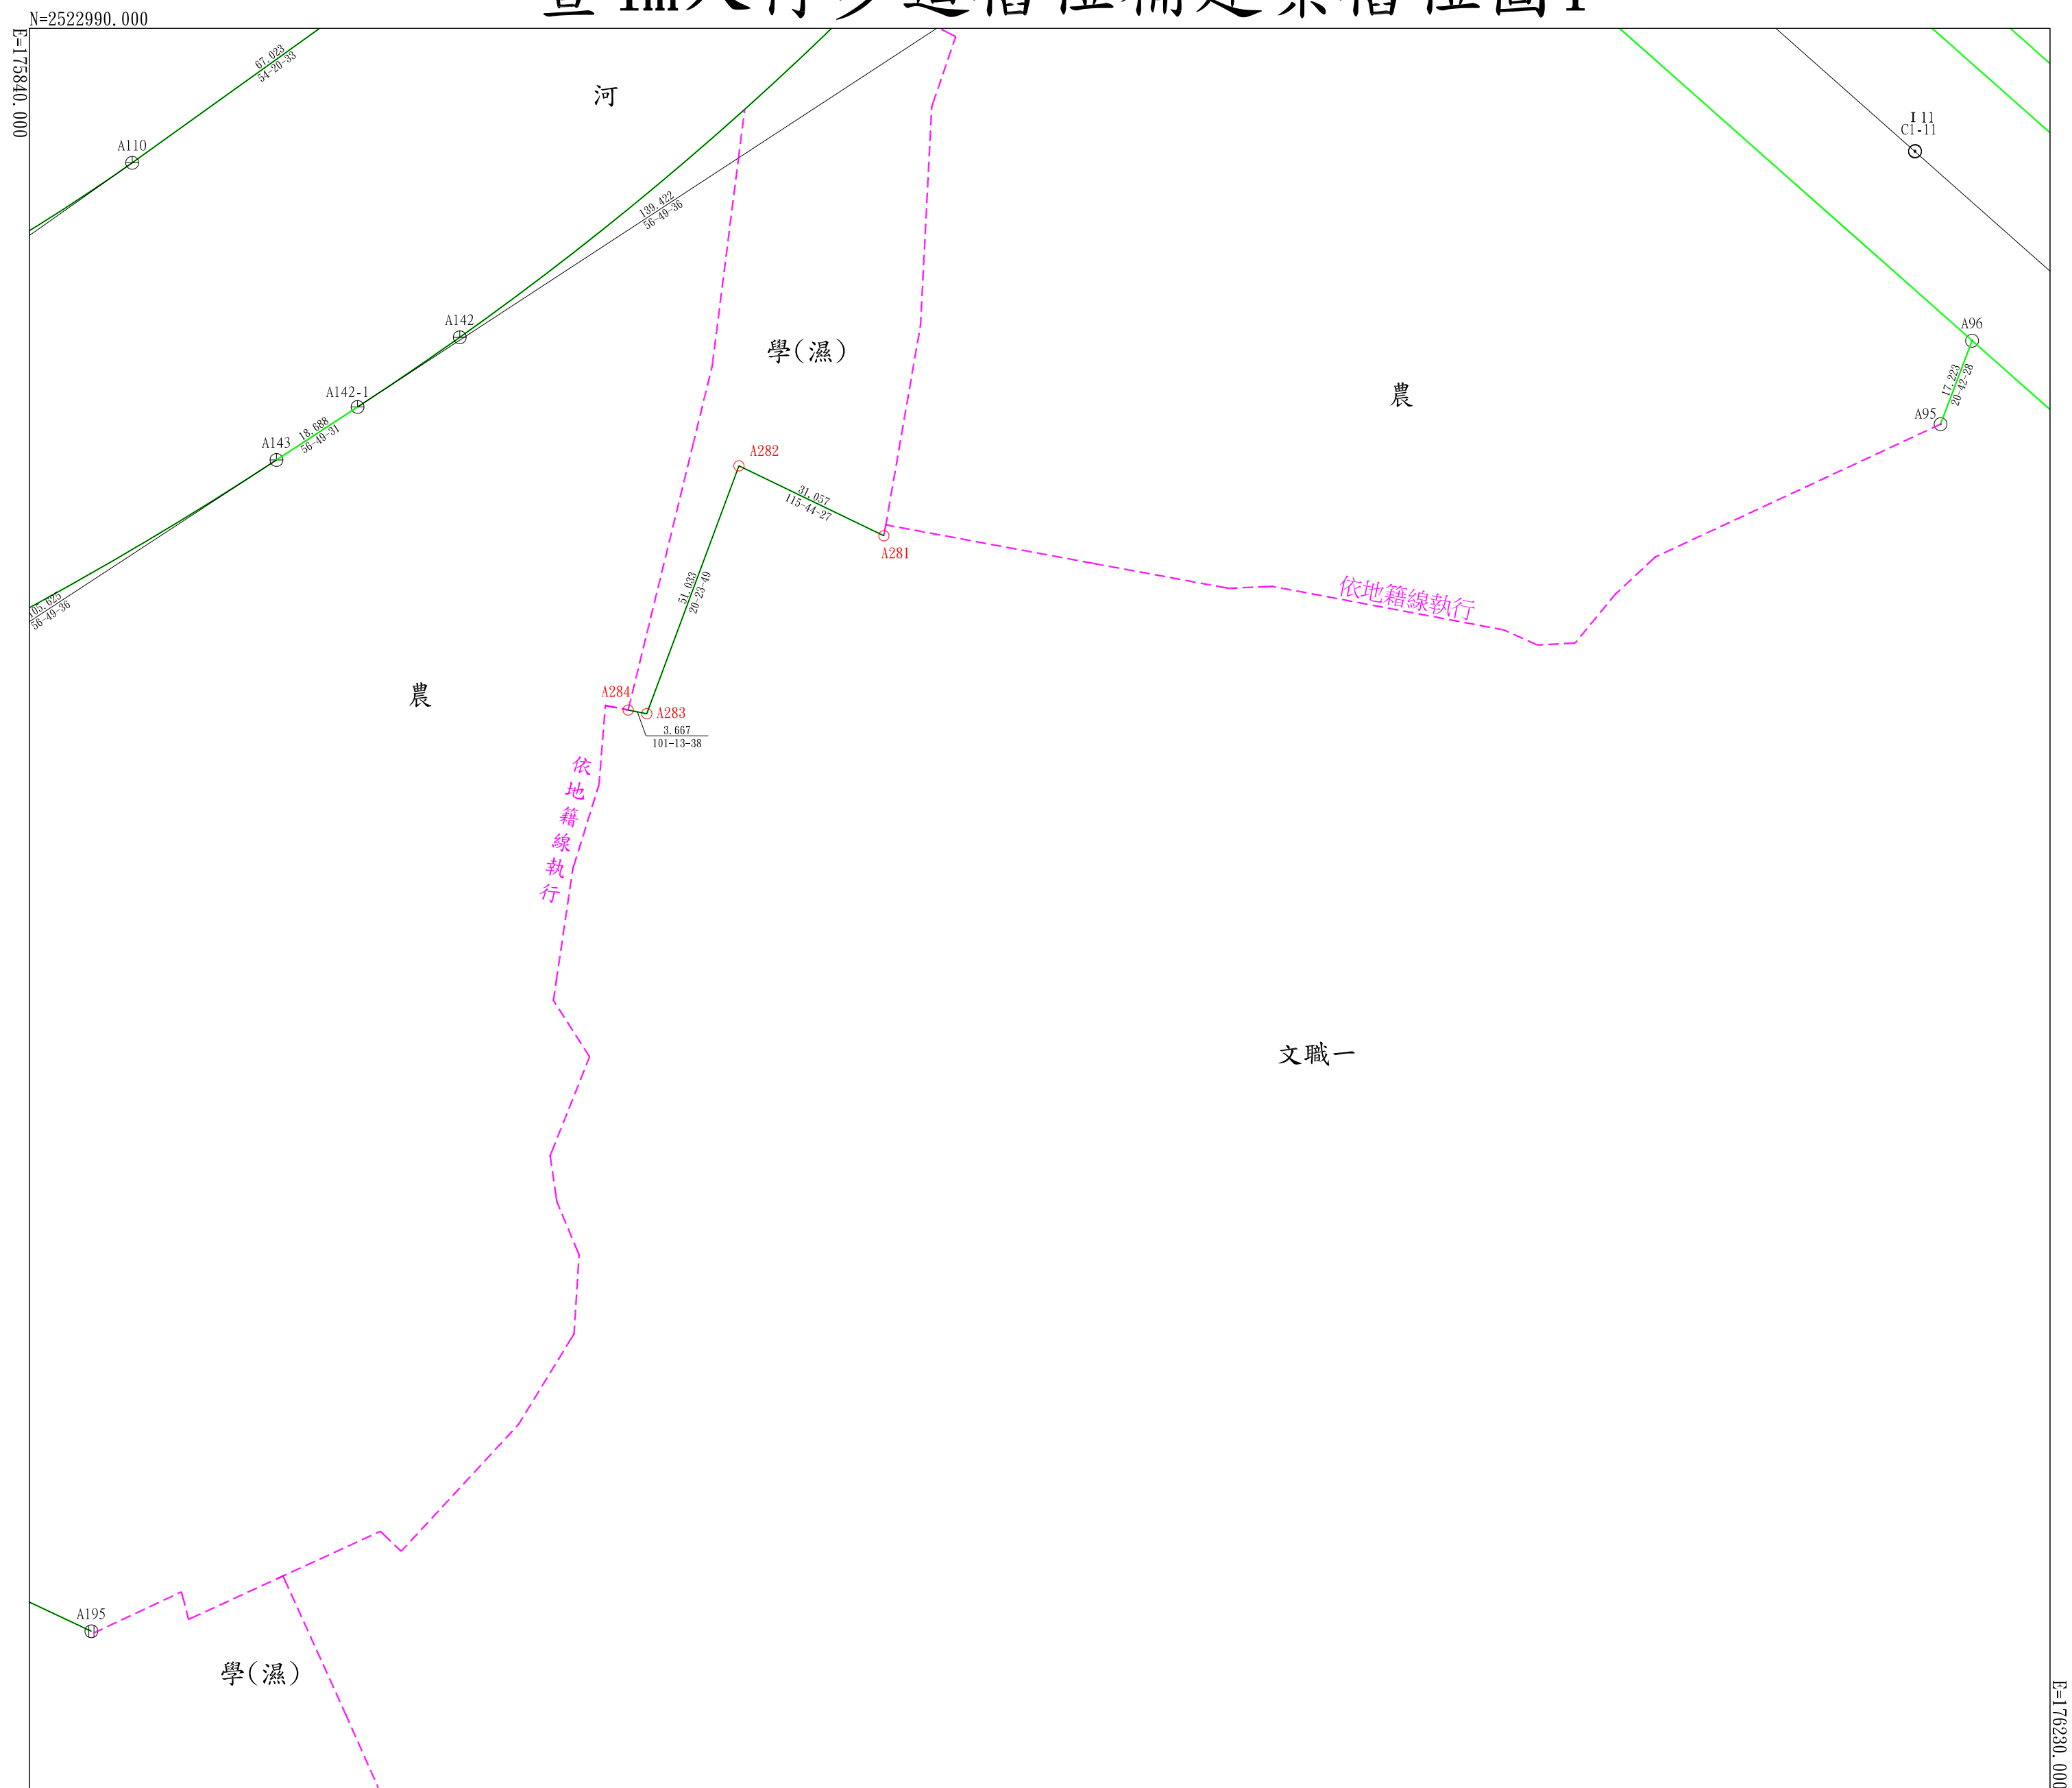 N=2522990.000
E=175840.000
67.023
54-20-33
河
A110
I 11
C1-11
139.422
56-49-36
A142
A96
學(濕)
17.223
20-42-28
農
A142-1
A95
18.688
56-49-31
A143
A282
31.057
115-44-27
A281
51.033
20-23-49
依地籍線執行
105.625
56-49-36
農
A284
A283
3.667
101-13-38
依地籍線執行
文職一
A195
學(濕)
E=176230.000